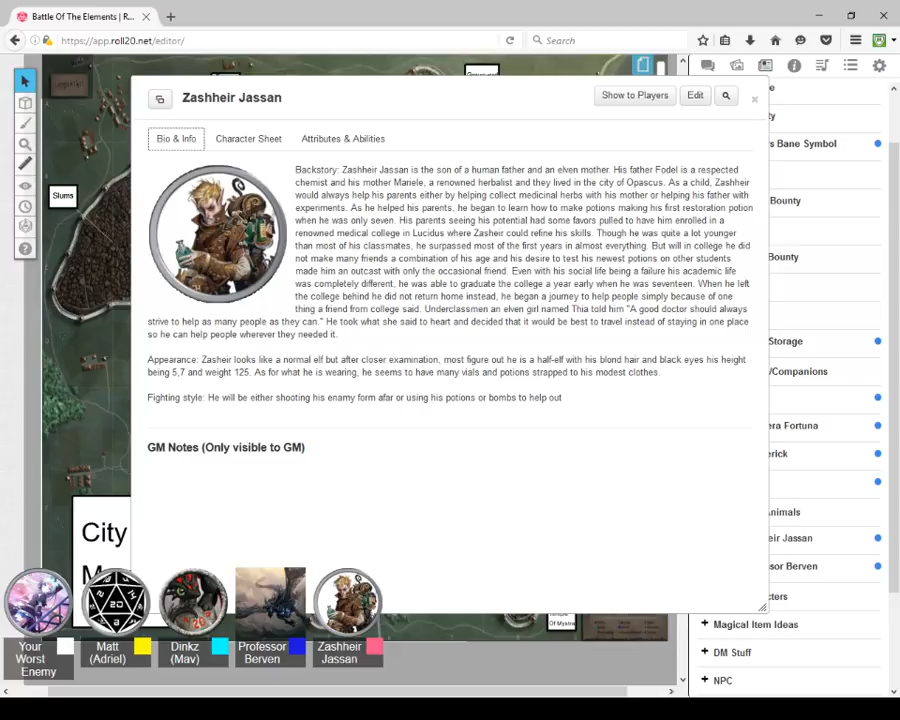 Battle Of The Elements | R...
https://app.roll20.net/editor/
Search
Zashheir Jassan
Show to Players
Edit
Bio & Info
Character Sheet
Attributes & Abilities
Backstory: Zashheir Jassan is the son of a human father and an elven mother. His father Fodel is a respected
chemist and his mother Mariele, a renowned herbalist and they lived in the city of Opascus. As a child, Zashheir
would always help his parents either by helping collect medicinal herbs with his mother or helping his father with
experiments. As he helped his parents, he began to learn how to make potions making his first restoration potion
when he was only seven. His parents seeing his potential had some favors pulled to have him enrolled in a
renowned medical college in Lucidus where Zasheir could refine his skills. Though he was quite a lot younger
than most of his classmates, he surpassed most of the first years in almost everything. But will in college he did
not make many friends a combination of his age and his desire to test his newest potions on other students
made him an outcast with only the occasional friend. Even with his social life being a failure his academic life
was completely different, he was able to graduate the college a year early when he was seventeen. When he left
the college behind he did not return home instead, he began a journey to help people simply because of one
thing a friend from college said. Underclassmen an elven girl named Thia told him "A good doctor should always
strive to help as many people as they can." He took what she said to heart and decided that it would be best to travel instead of staying in one place
so he can help people wherever they needed it.
Appearance: Zasheir looks like a normal elf but after closer examination, most figure out he is a half-elf with his blond hair and black eyes his height
being 5,7 and weight 125. As for what he is wearing, he seems to have many vials and potions strapped to his modest clothes.
Fighting style: He will be either shooting his enamy form afar or using his potions or bombs to help out
GM Notes (Only visible to GM)
Slums
City
Your
Worst
Enemy
Matt
(Adriel)
Dinkz
(Mav)
Professor
Berven
Zashheir
Jassan
Of Mystra
e
ty
s Bane Symbol
Bounty
Bounty
Storage
/Companions
era Fortuna
erick
Animals
eir Jassan
sor Berven
cters
Magical Item Ideas
DM Stuff
NPC